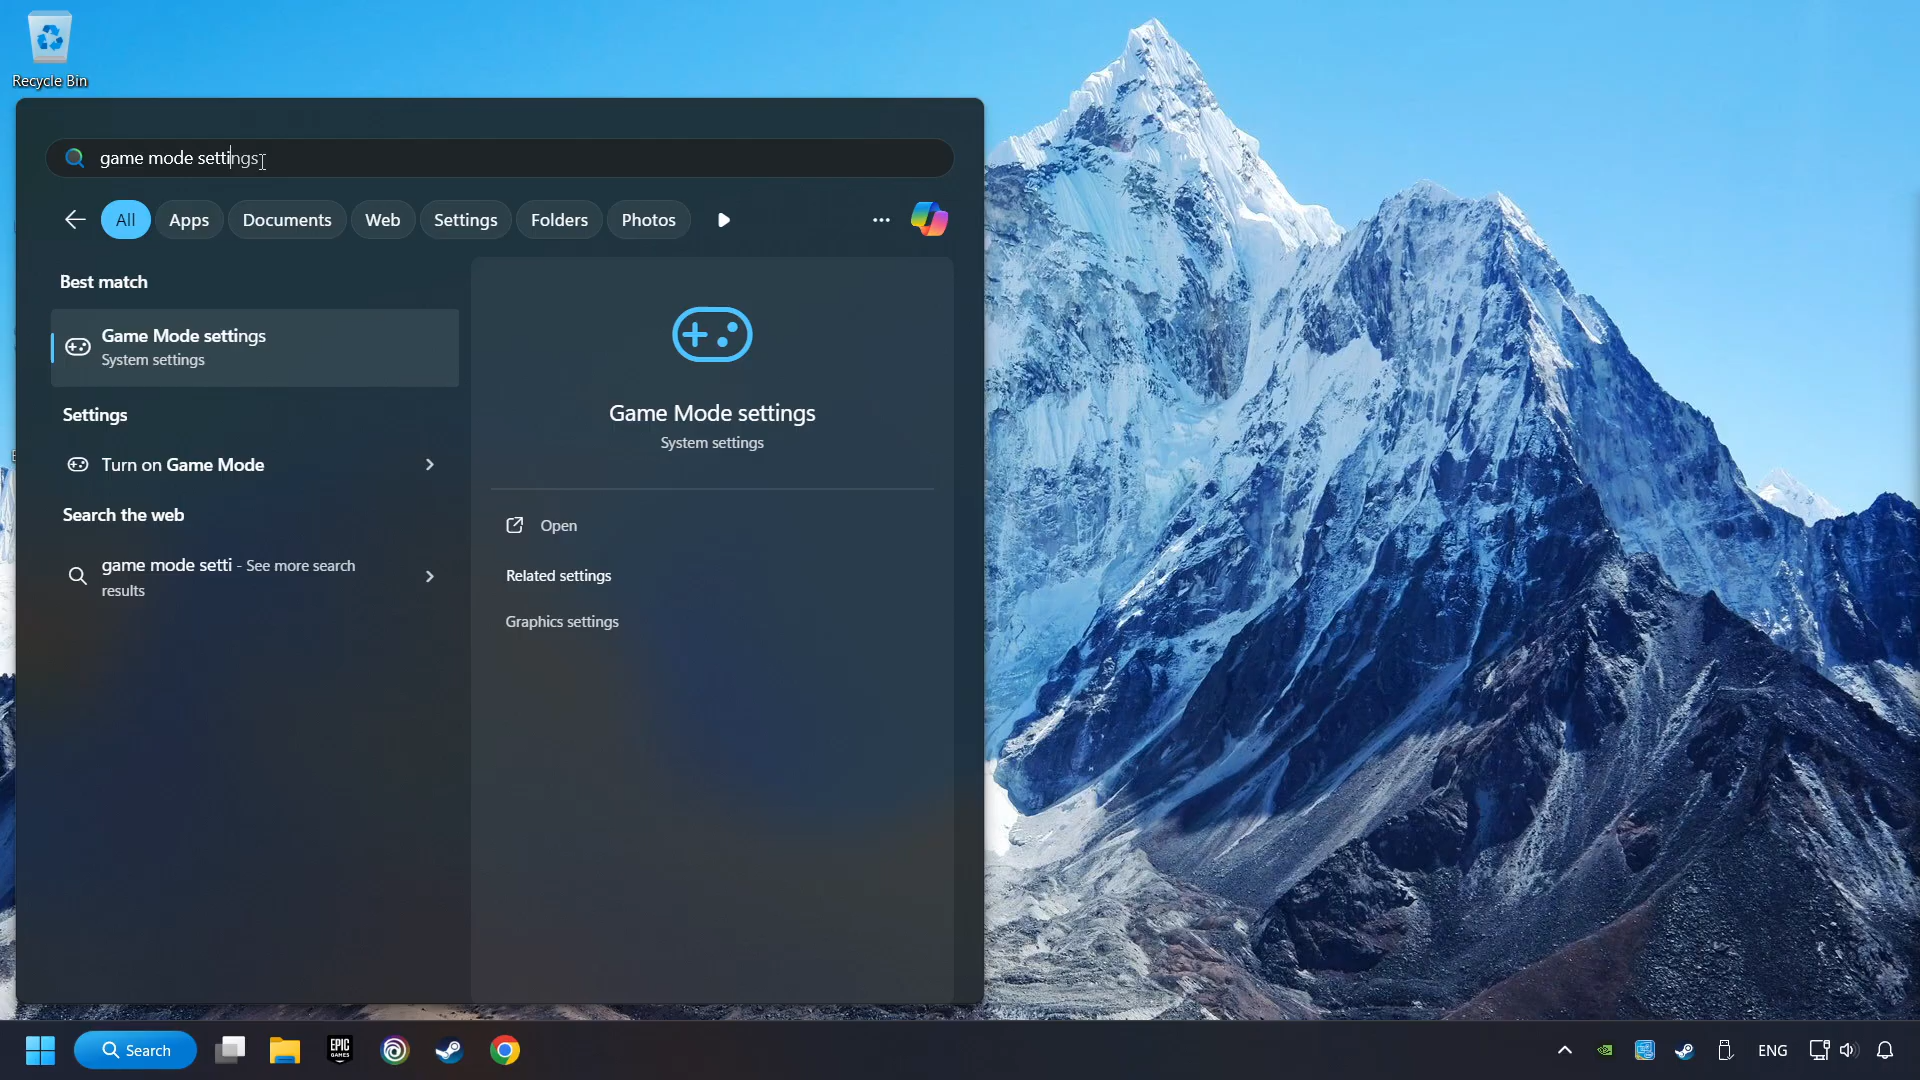 Recycle Bin
game mode settings
All
Apps
Documents
Web
Settings
Folders
Photos
Best match
Game Mode settings
System settings
Settings
Turn on Game Mode
Search the web
game mode setti - See more search
results
Game Mode settings
System settings
Open
Related settings
Graphics settings
Search
EPIC
GAMES
ENG